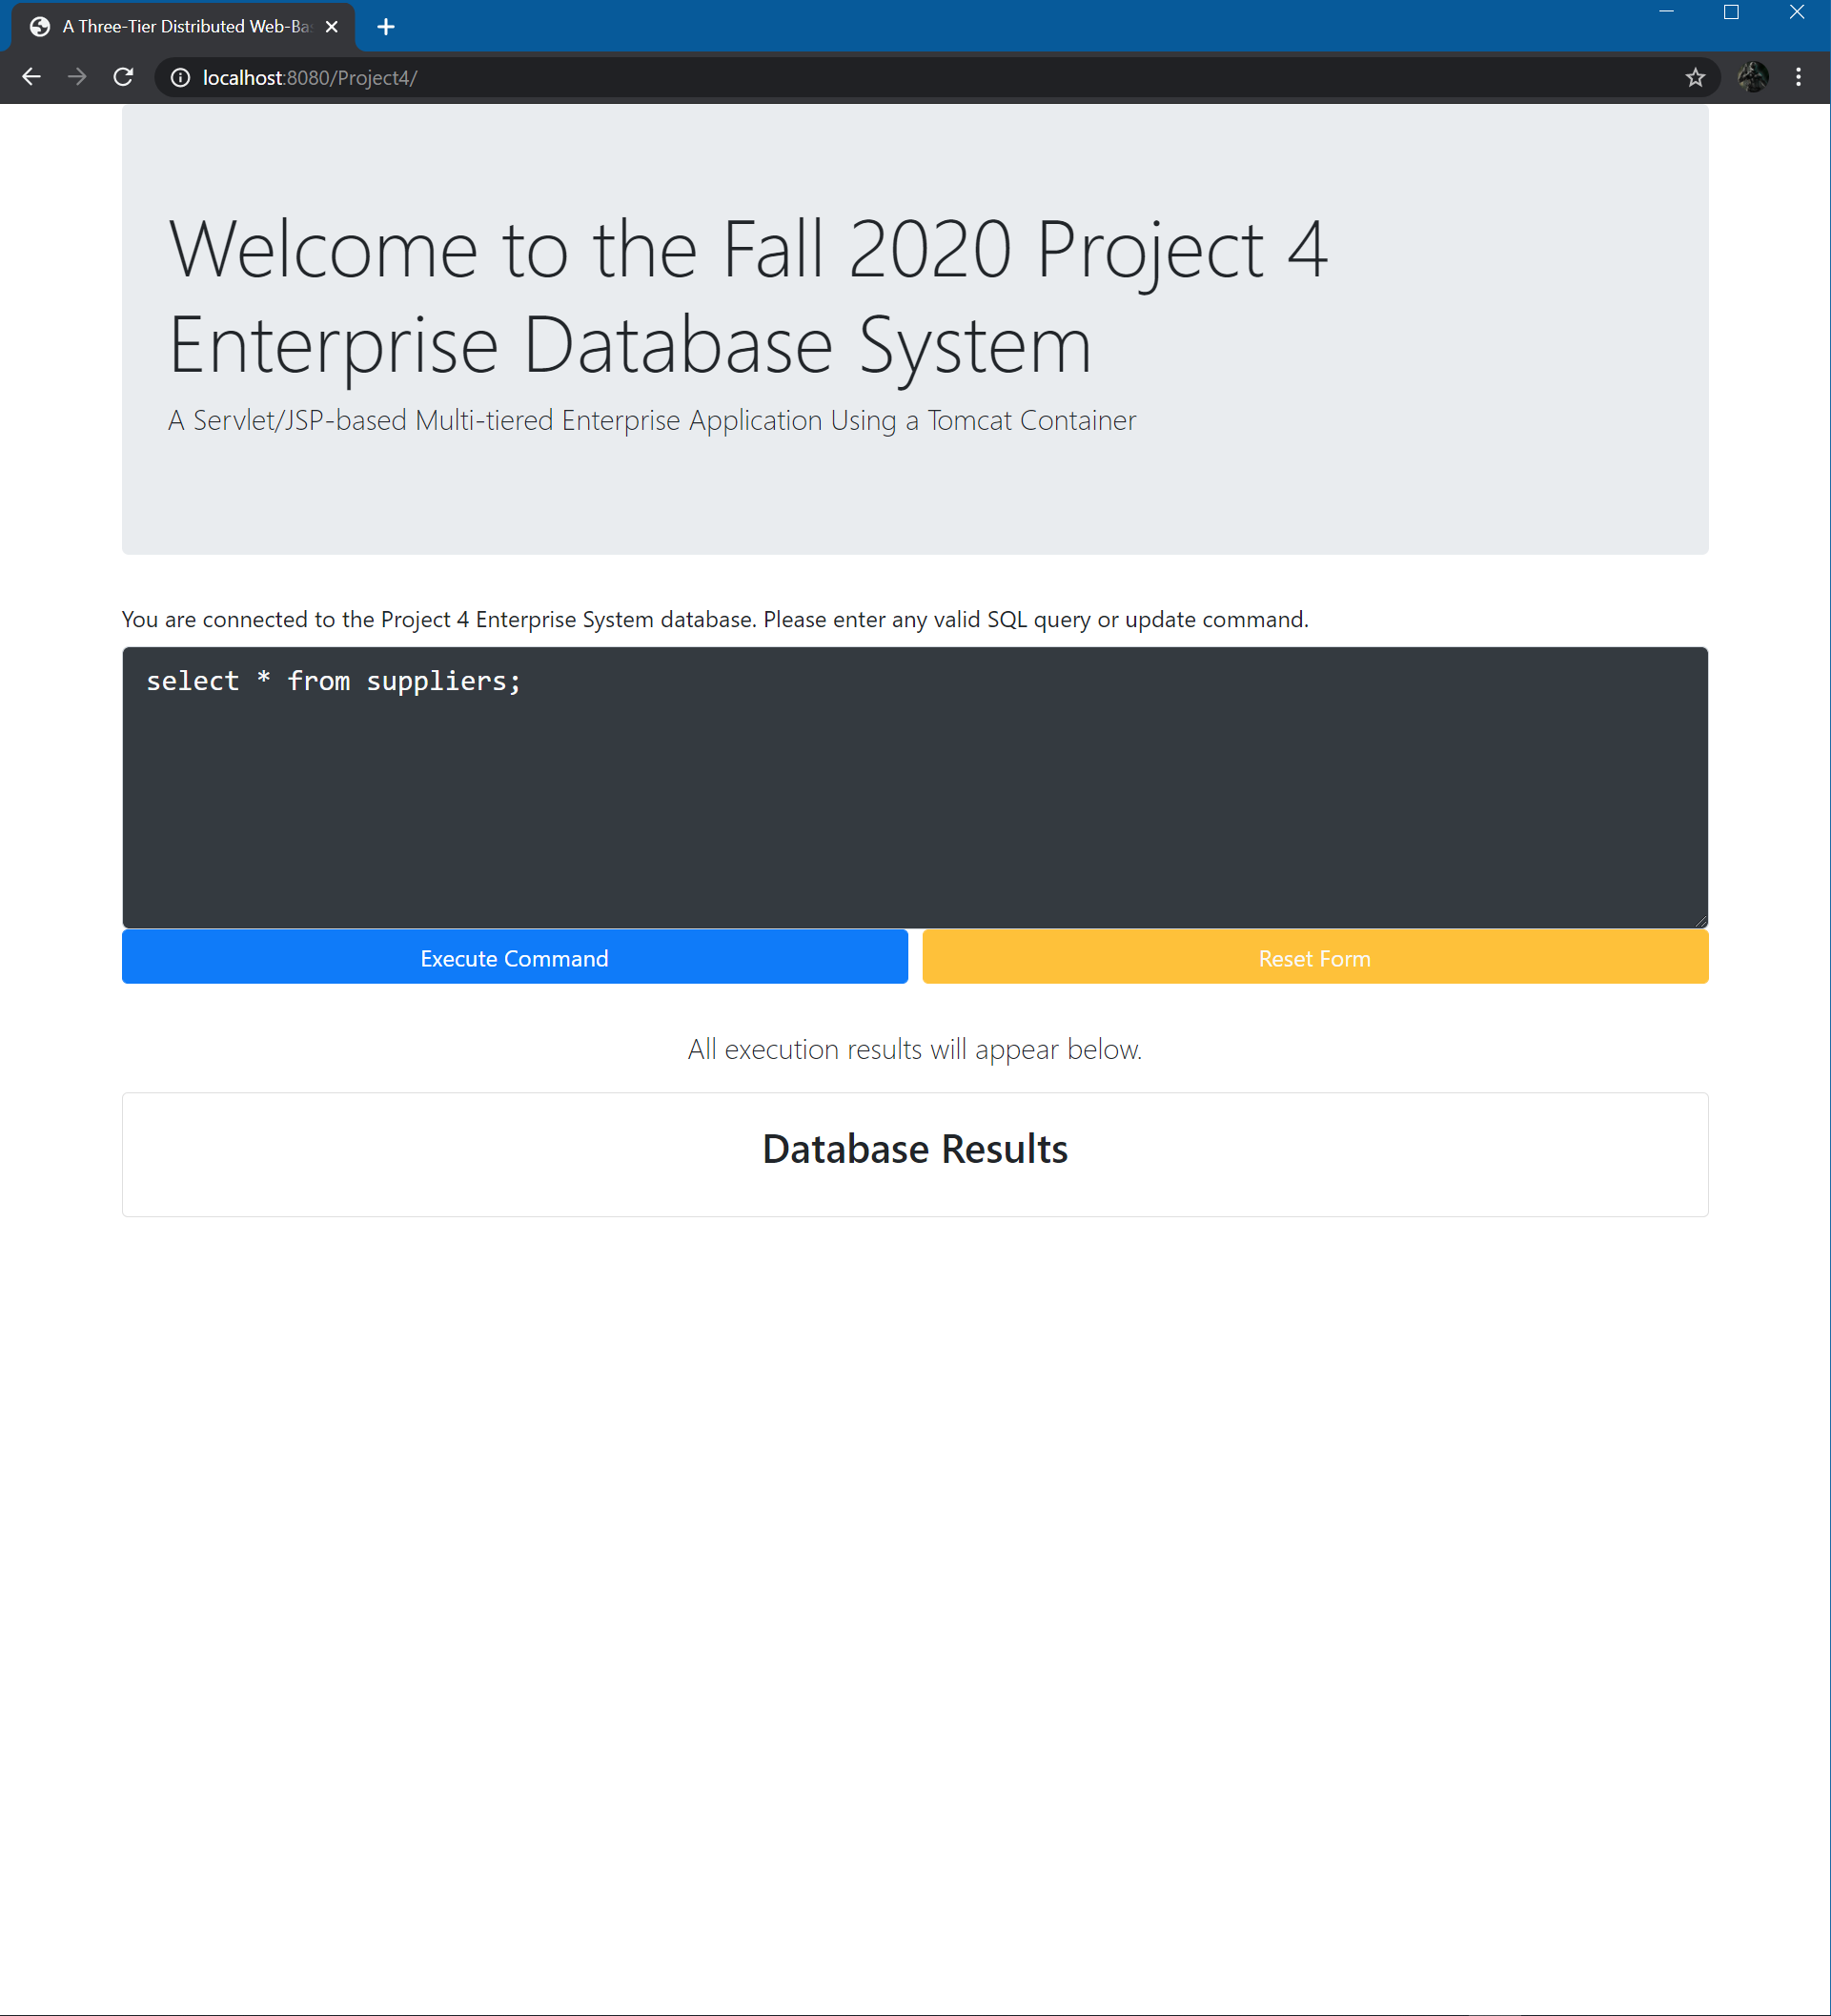 A Three-Tier Distributed Web-Ba
localhost:8080/Project4/
Welcome to the Fall 2020 Project 4
Enterprise Database System
A Servlet/JSP-based Multi-tiered Enterprise Application Using a Tomcat Container
You are connected to the Project 4 Enterprise System database. Please enter any valid SQL query or update command.
select * from suppliers;
Execute Command
Reset Form
All execution results will appear below.
Database Results